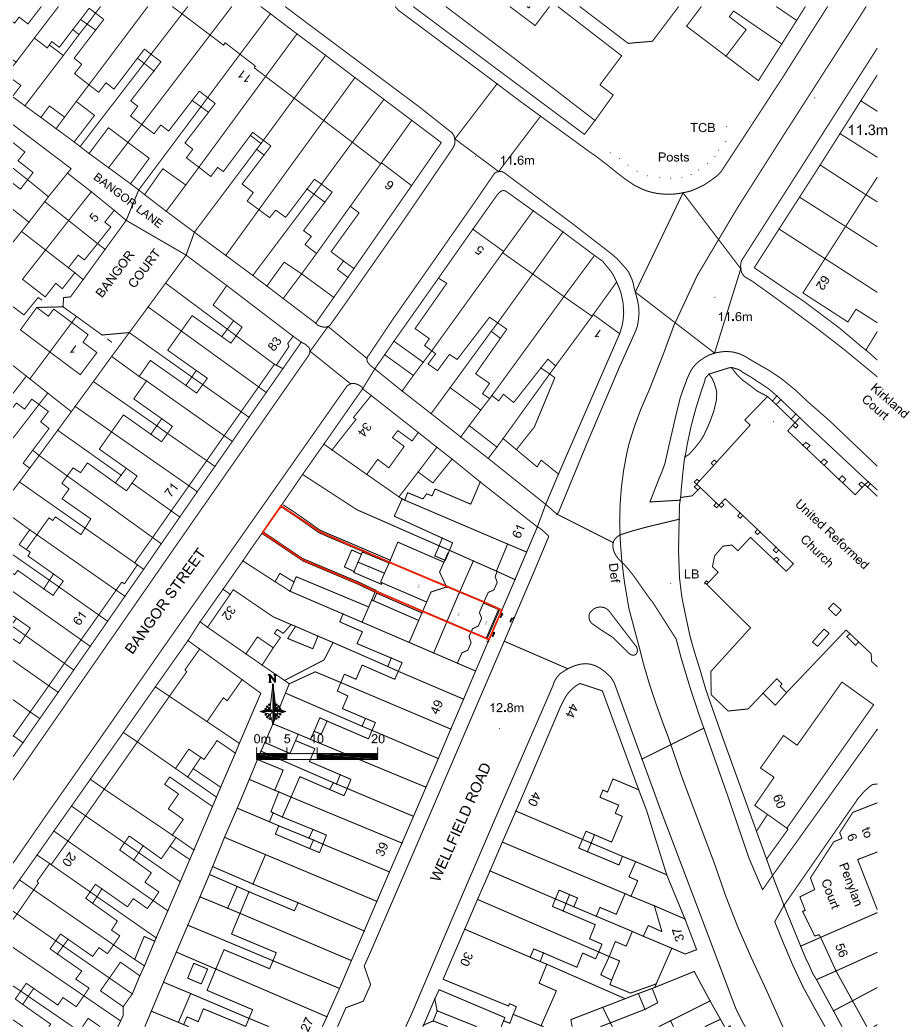 11
TCB
11.3m
Posts
11.6m
9
BANGOR LANE
5
BANGOR
COURT
5
62
11.6m
1
83
1
Kirkland
Court
34
71
61
United Reformed
Church
Def
LB
BANGOR STREET
61
32
N
49
12.8m
44
0m 5 10 20
WELLFIELD ROAD
40
60
to
6
Penylan
Court
39
20
37
56
30
27